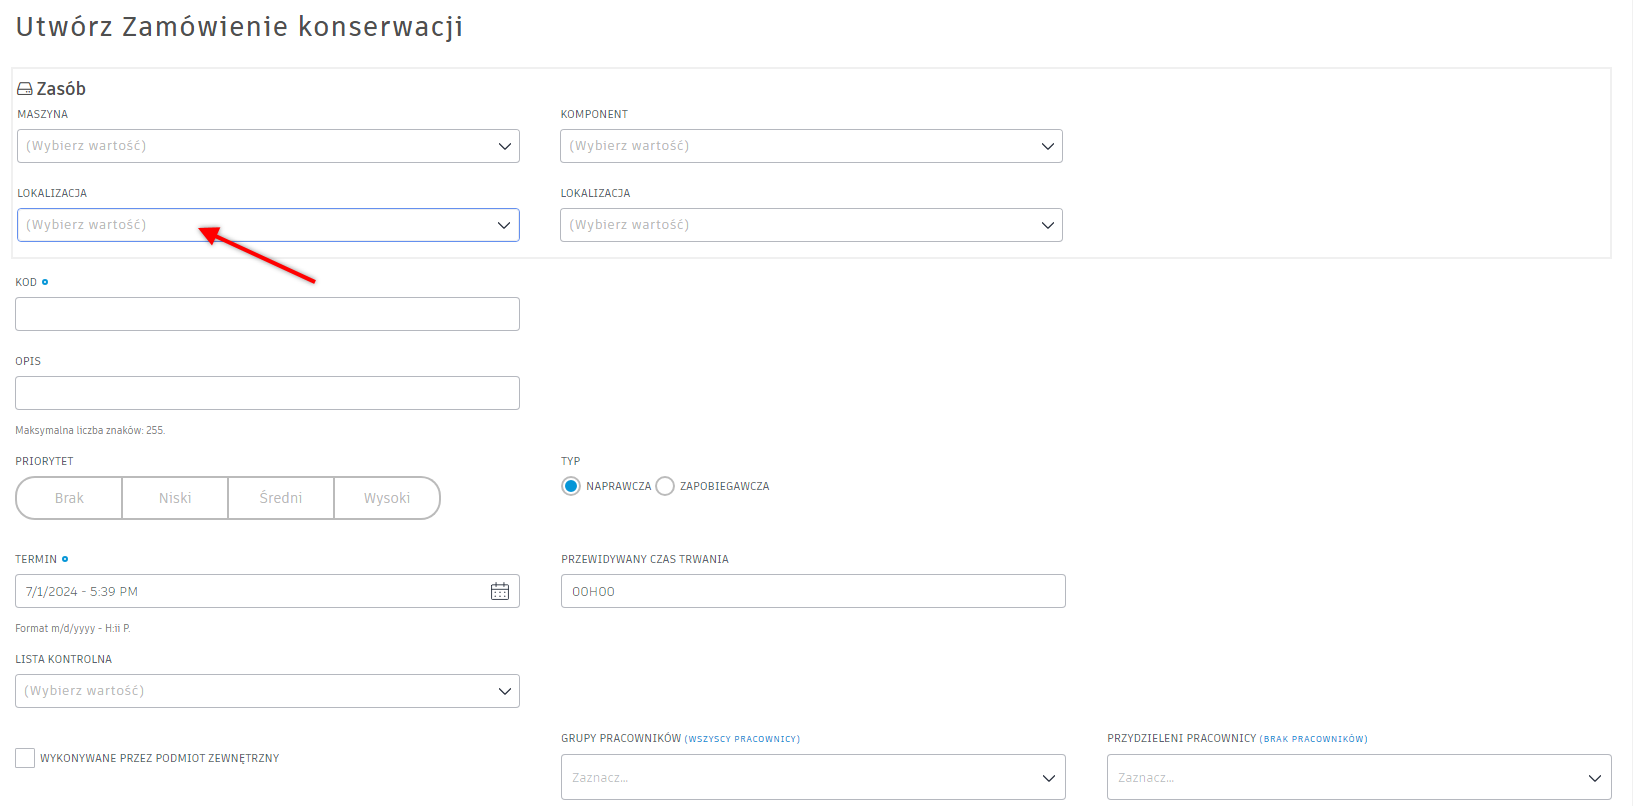 Utwórz Zamówienie konserwacji
Zasób
MASZYNA KOMPONENT
(Wybierz wartość) (Wybierz wartość)
LOKALIZACJA LOKALIZACJA
(Wybierz wartość) (Wybierz wartość)
KOD
OPIS
Maksymalna liczba znaków: 255.
PRIORYTET TYP
Brak Niski Średni Wysoki NAPRAWCZA ZAPOBIEGAWCZA
TERMIN PRZEWIDYWANY CZAS TRWANIA
7/1/2024 - 5:39 PM 00H00
Format m/d/yyyy - H:ii P.
LISTA KONTROLNA
(Wybierz wartość)
GRUPY PRACOWNIKÓW (WSZYSCY PRACOWNICY) PRZYDZIELENI PRACOWNICY (BRAK PRACOWNIKÓW)
WYKONYWANE PRZEZ PODMIOT ZEWNĘTRZNY
Zaznacz... Zaznacz...